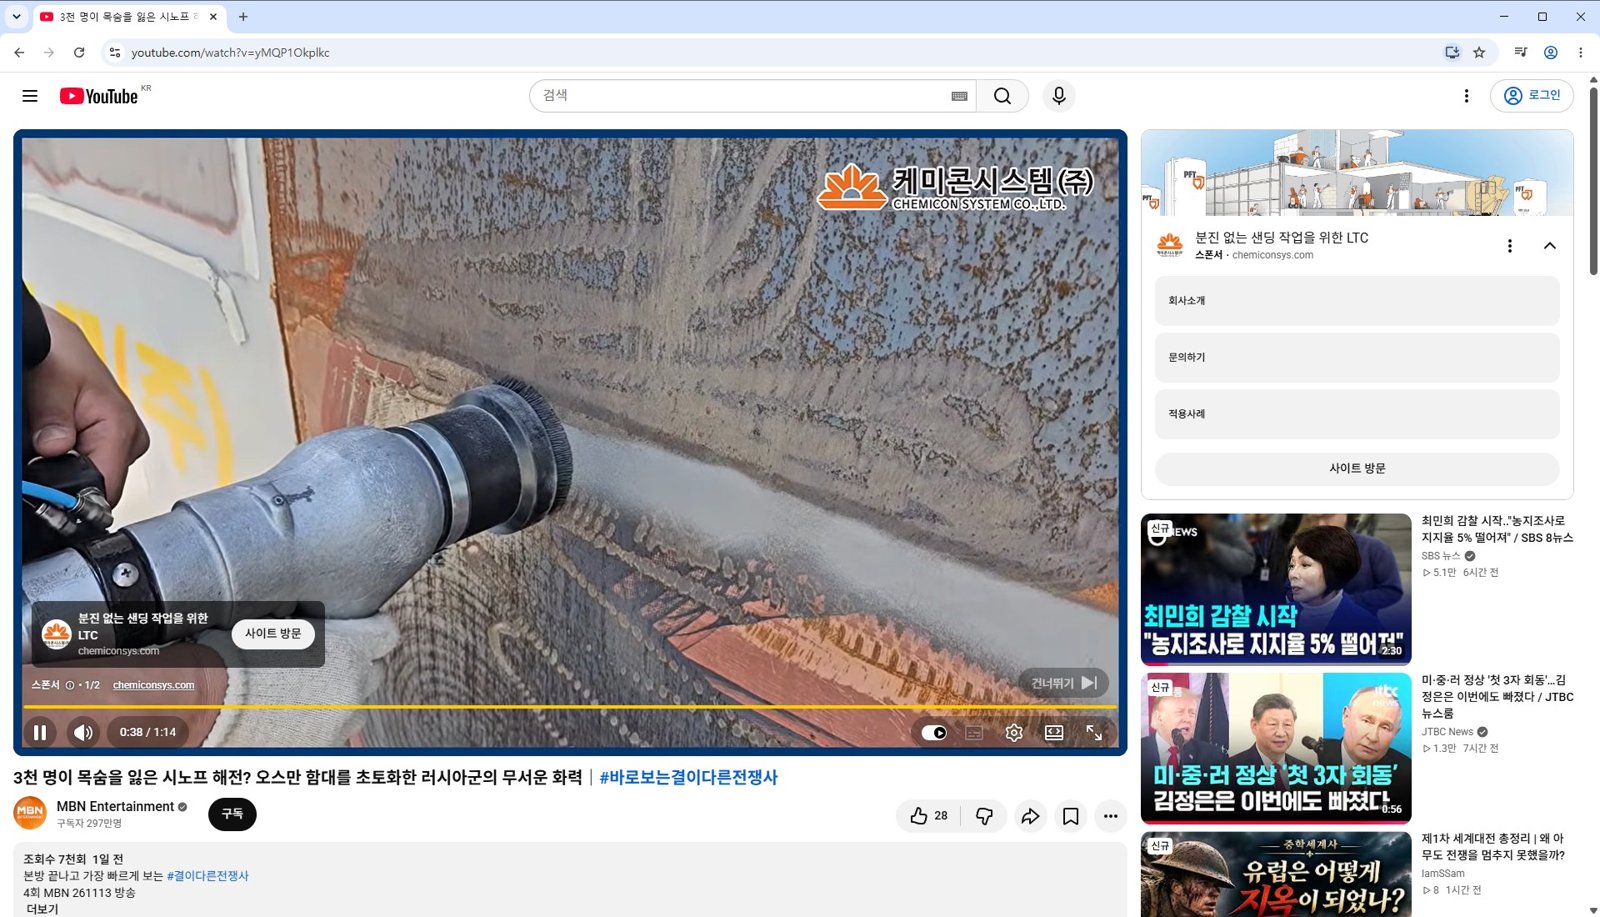 3천 명이 목숨을 잃은 시노프 해
youtube.com/watch?v=yMQP1Okplkc
YouTube KR
검색
로그인
케미콘시스템(주)
CHEMICON SYSTEM CO.,LTD.
분진 없는 샌딩 작업을 위한
LTC
chemiconsys.com
사이트 방문
스폰서 · 1/2 chemiconsys.com
건너뛰기
0:38 / 1:14
3천 명이 목숨을 잃은 시노프 해전? 오스만 함대를 초토화한 러시아군의 무서운 화력｜#바로보는결이다른전쟁사
MBN
MBN Entertainment
구독자 297만명
구독
28
조회수 7천회 1일 전
본방 끝나고 가장 빠르게 보는 #결이다른전쟁사
4회 MBN 261113 방송
더보기
PFT
PFT
PFT
분진 없는 샌딩 작업을 위한 LTC
스폰서 · chemiconsys.com
회사소개
문의하기
적용사례
사이트 방문
신규
NEWS
최민희 감찰 시작
"농지조사로 지지율 5% 떨어져"
2:30
최민희 감찰 시작.."농지조사로
지지율 5% 떨어져" / SBS 8뉴스
SBS 뉴스
5.1만 6시간 전
신규
jtbc
news
미·중·러 정상 '첫 3자 회동'
김정은은 이번에도 빠졌다
0:56
미·중·러 정상 '첫 3자 회동'...김
정은은 이번에도 빠졌다 / JTBC
뉴스룸
JTBC News
1.3만 7시간 전
신규
중학세계사
유럽은 어떻게
지옥이 되었나?
제1차 세계대전 총정리 | 왜 아
무도 전쟁을 멈추지 못했을까?
IamSSam
8 1시간 전